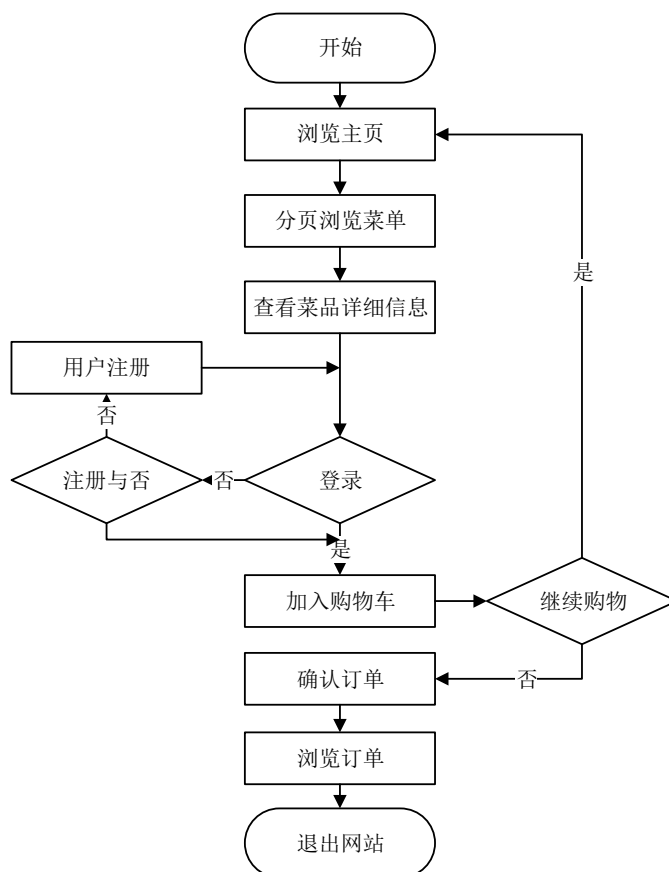 开始
浏览主页
分页浏览菜单
是
查看菜品详细信息
用户注册
否
注册与否
否
登录
是
加入购物车
继续购物
确认订单
否
浏览订单
退出网站